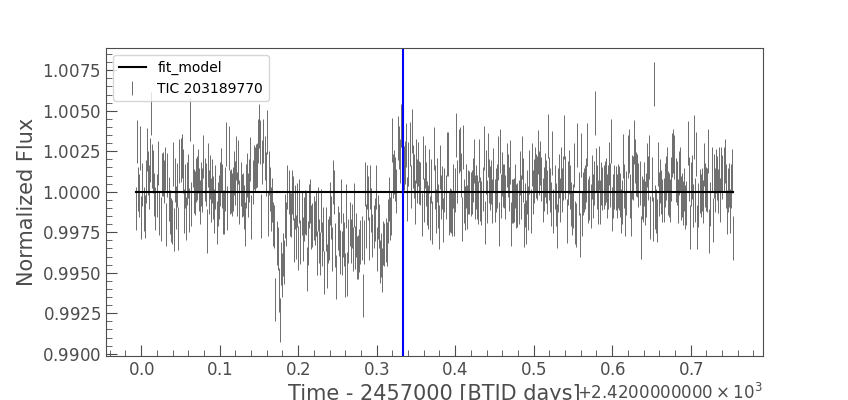 fit_model
TIC 203189770
1.0075
1.0050
1.0025
1.0000
0.9975
0.9950
0.9925
0.9900
Normalized Flux
0.0 0.1 0.2 0.3 0.4 0.5 0.6 0.7
Time - 2457000 [BTJD days]
+2.4200000000×10³